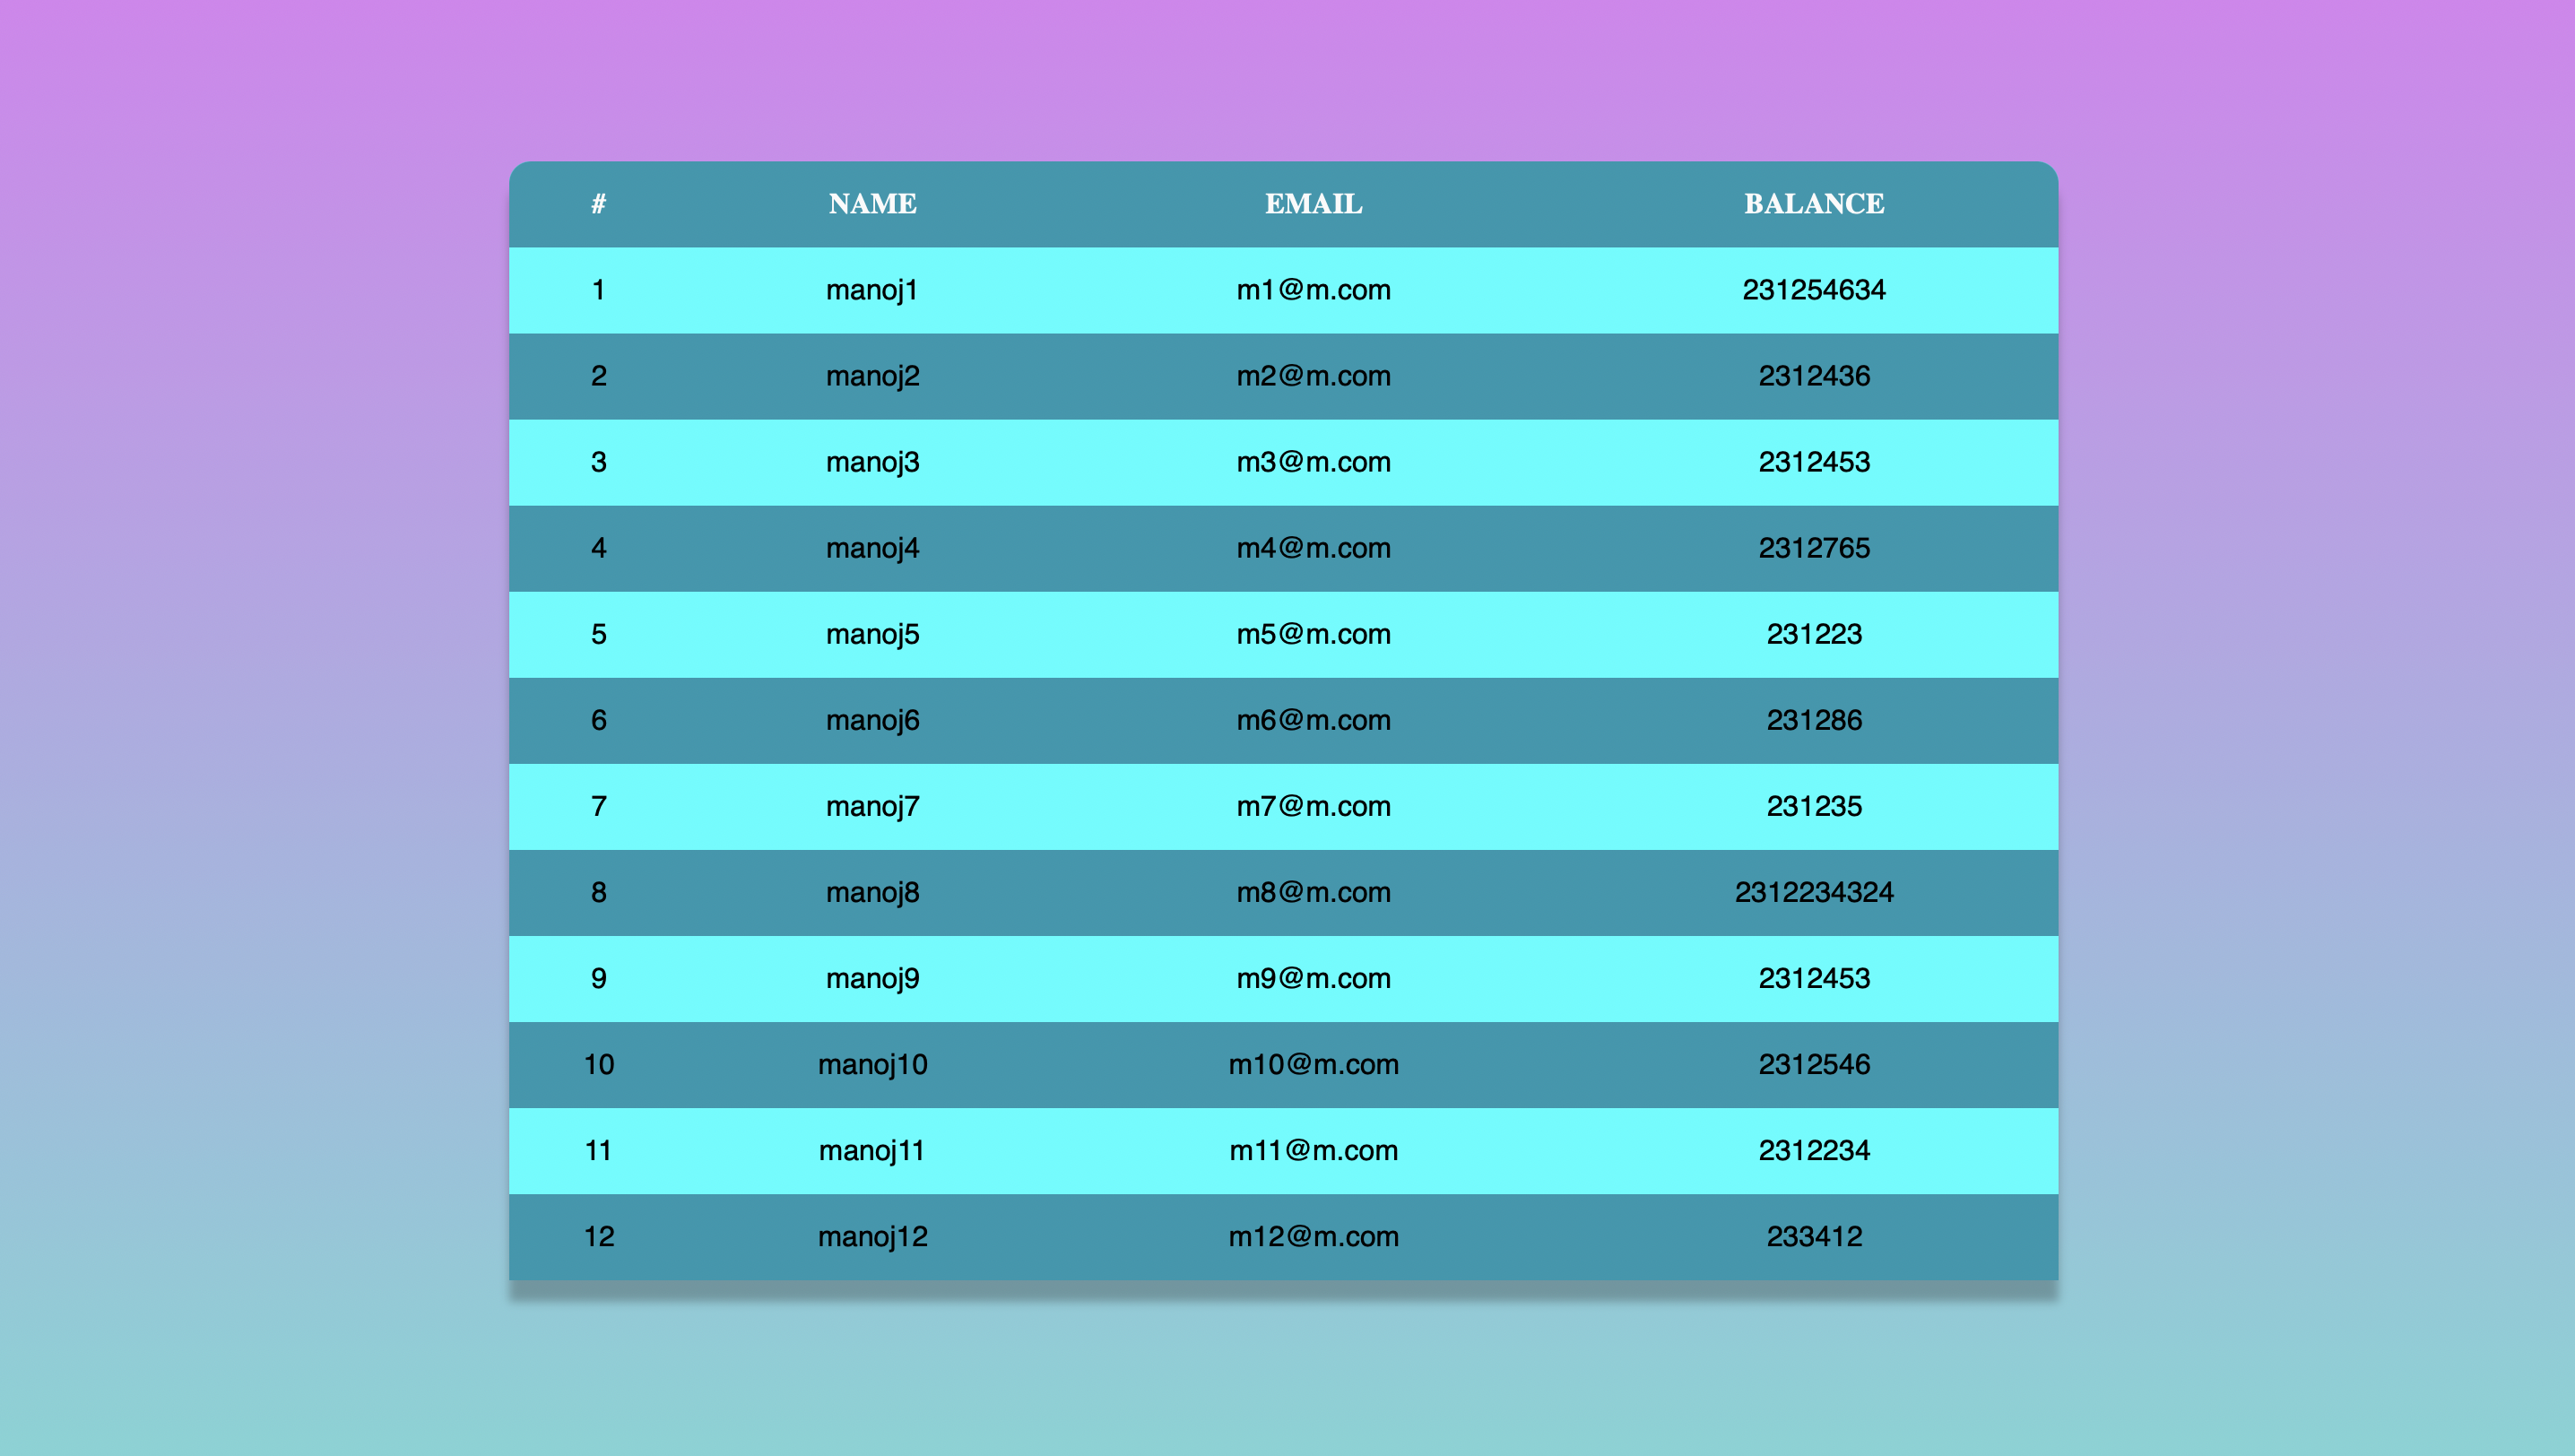 # NAME EMAIL BALANCE
1 manoj1 m1@m.com 231254634
2 manoj2 m2@m.com 2312436
3 manoj3 m3@m.com 2312453
4 manoj4 m4@m.com 2312765
5 manoj5 m5@m.com 231223
6 manoj6 m6@m.com 231286
7 manoj7 m7@m.com 231235
8 manoj8 m8@m.com 2312234324
9 manoj9 m9@m.com 2312453
10 manoj10 m10@m.com 2312546
11 manoj11 m11@m.com 2312234
12 manoj12 m12@m.com 233412